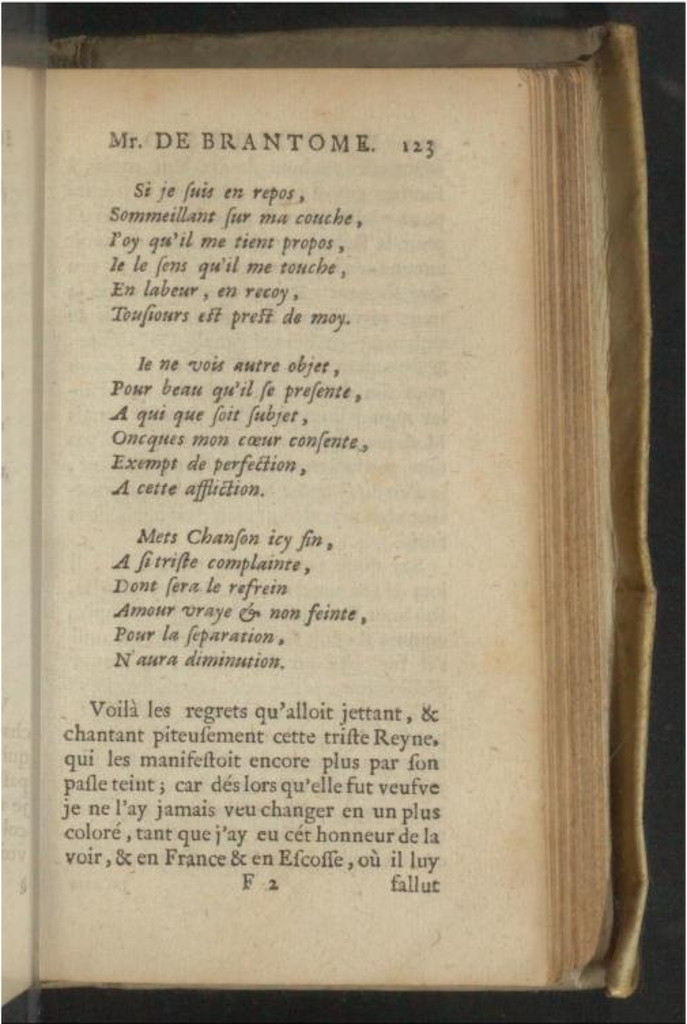 Mr. DE BRANTOME. 123
Si je ſuis en repos,
Sommeillant ſur ma couche,
I'oy qu'il me tient propos,
Ie le ſens qu'il me touche,
En labeur, en recoy,
Touſiours eſt preſt de moy.
Ie ne vois autre objet,
Pour beau qu'il ſe preſente,
A qui que ſoit ſubjet,
Oncques mon cœur conſente,
Exempt de perfection,
A cette affliction.
Mets Chanſon icy fin,
A ſi triſte complainte,
Dont ſera le refrein
Amour vraye & non feinte,
Pour la ſeparation,
N'aura diminution.
Voilà les regrets qu'alloit jettant, &
chantant piteuſement cette triſte Reyne,
qui les manifeſtoit encore plus par ſon
paſle teint; car dés lors qu'elle fut veufve
je ne l'ay jamais veu changer en un plus
coloré, tant que j'ay eu cét honneur de la
voir, & en France & en Eſcoſſe, où il luy
F 2 fallut